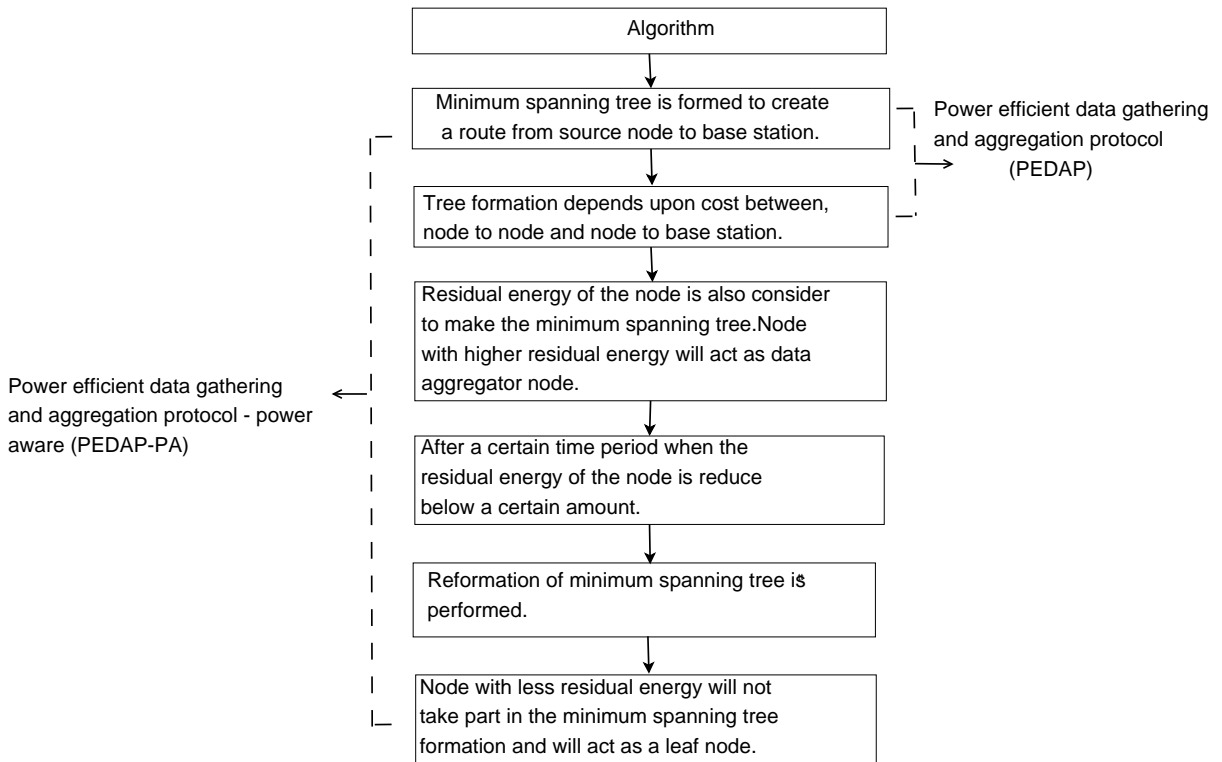 Algorithm
Minimum spanning tree is formed to create
a route from source node to base station.
Power efficient data gathering
and aggregation protocol
(PEDAP)
Tree formation depends upon cost between,
node to node and node to base station.
Residual energy of the node is also consider
to make the minimum spanning tree.Node
with higher residual energy will act as data
aggregator node.
Power efficient data gathering
and aggregation protocol - power
aware (PEDAP-PA)
After a certain time period when the
residual energy of the node is reduce
below a certain amount.
Reformation of minimum spanning tree is
performed.
Node with less residual energy will not
take part in the minimum spanning tree
formation and will act as a leaf node.